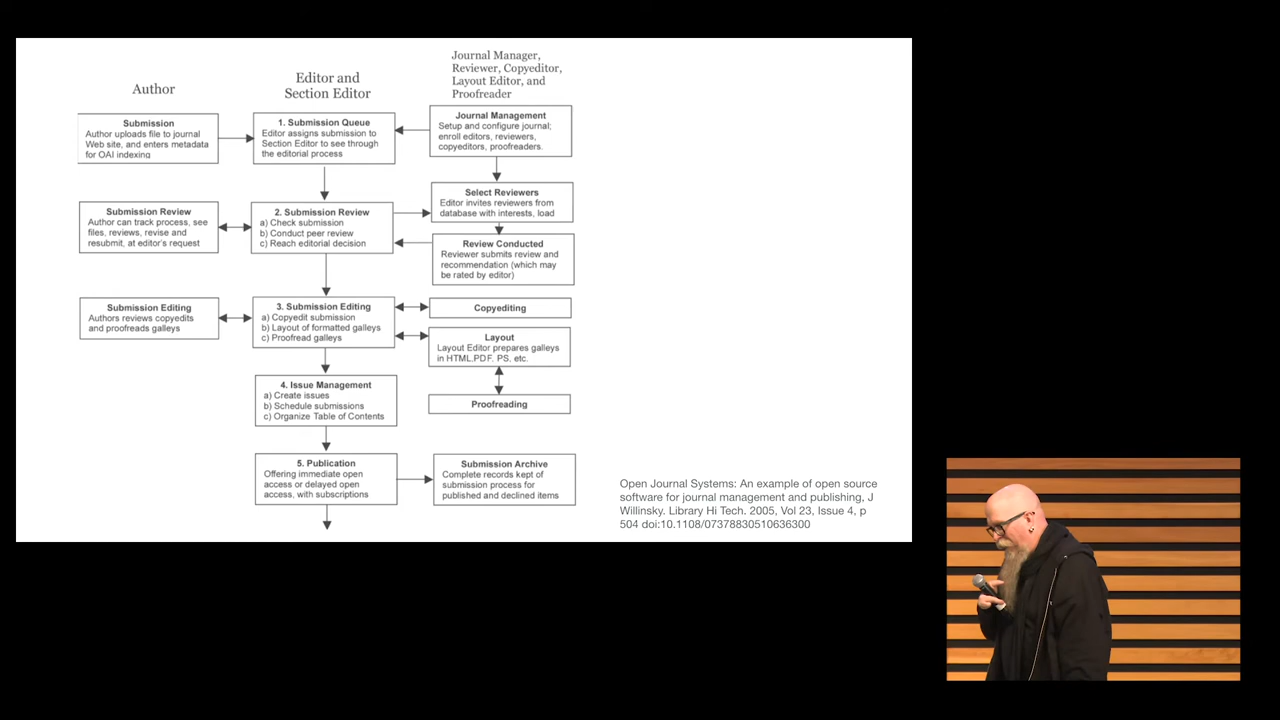 Author
Editor and
Section Editor
Journal Manager,
Reviewer, Copyeditor,
Layout Editor, and
Proofreader
Submission
Author uploads file to journal
Web site, and enters metadata
for OAI indexing
1. Submission Queue
Editor assigns submission to
Section Editor to see through
the editorial process
Journal Management
Setup and configure journal;
enroll editors, reviewers,
copyeditors, proofreaders.
Submission Review
Author can track process, see
files, reviews, revise and
resubmit, at editor's request
2. Submission Review
a) Check submission
b) Conduct peer review
c) Reach editorial decision
Select Reviewers
Editor invites reviewers from
database with interests, load
Review Conducted
Reviewer submits review and
recommendation (which may
be rated by editor)
Submission Editing
Authors reviews copyedits
and proofreads galleys
3. Submission Editing
a) Copyedit submission
b) Layout of formatted galleys
c) Proofread galleys
Copyediting
Layout
Layout Editor prepares galleys
in HTML.PDF. PS, etc.
4. Issue Management
a) Create issues
b) Schedule submissions
c) Organize Table of Contents
Proofreading
5. Publication
Offering immediate open
access or delayed open
access, with subscriptions
Submission Archive
Complete records kept of
submission process for
published and declined items
Open Journal Systems: An example of open source
software for journal management and publishing, J
Willinsky. Library Hi Tech. 2005, Vol 23, Issue 4, p
504 doi:10.1108/07378830510636300